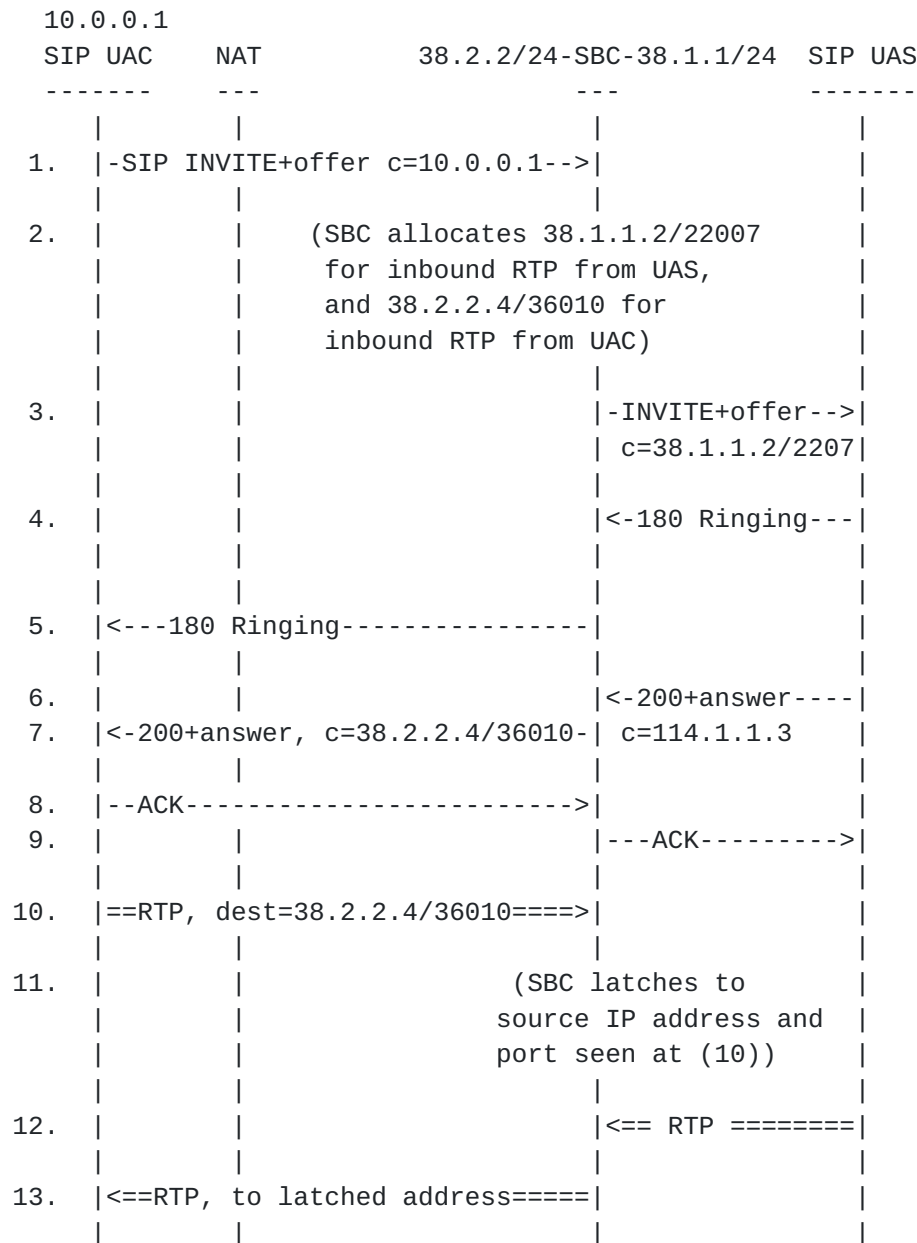 10.0.0.1
SIP UAC    NAT            38.2.2/24-SBC-38.1.1/24  SIP UAS
-------    ---                       ---           -------
   |        |                         |                |
1.  |-SIP INVITE+offer c=10.0.0.1-->|                |
   |        |                         |                |
2.  |        |    (SBC allocates 38.1.1.2/22007       |
   |        |     for inbound RTP from UAS,           |
   |        |     and 38.2.2.4/36010 for              |
   |        |     inbound RTP from UAC)               |
   |        |                         |                |
3.  |        |                         |-INVITE+offer-->|
   |        |                         | c=38.1.1.2/2207|
   |        |                         |                |
4.  |        |                         |<-180 Ringing---|
   |        |                         |                |
   |        |                         |                |
5.  |<---180 Ringing----------------|                |
   |        |                         |                |
6.  |        |                         |<-200+answer----|
7.  |<-200+answer, c=38.2.2.4/36010-| c=114.1.1.3    |
   |        |                         |                |
8.  |--ACK------------------------->|                |
9.  |        |                         |---ACK--------->|
   |        |                         |                |
10.  |==RTP, dest=38.2.2.4/36010====>|                |
   |        |                         |                |
11.  |        |                 (SBC latches to        |
   |        |                source IP address and    |
   |        |                port seen at (10))       |
   |        |                         |                |
12.  |        |                         |<== RTP ========|
   |        |                         |                |
13.  |<==RTP, to latched address=====|                |
   |        |                         |                |